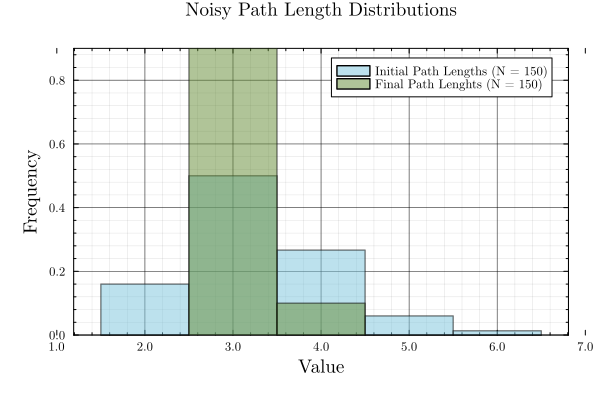 Noisy Path Length Distributions
Initial Path Lengths (N = 150)
Final Path Lenghts (N = 150)
Frequency
0.8
0.6
0.4
0.2
0.0
1.0 2.0 3.0 4.0 5.0 6.0 7.0
Value